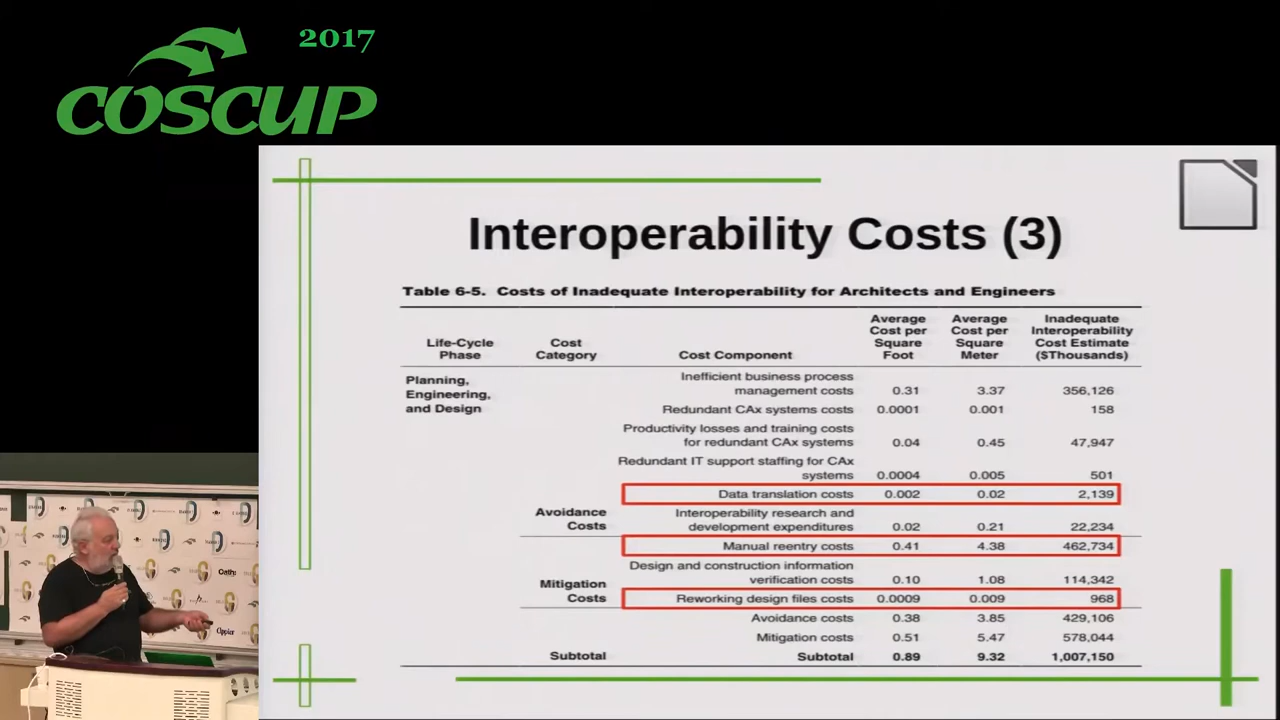 2017
COSCUP
Interoperability Costs (3)
Table 6-5. Costs of Inadequate Interoperability for Architects and Engineers
Life-Cycle Phase Cost Category Cost Component Average Cost per Square Foot Average Cost per Square Meter Inadequate Interoperability Cost Estimate ($Thousands)
Planning, Engineering, and Design
Inefficient business process management costs 0.31 3.37 356,126
Redundant CAx systems costs 0.0001 0.001 158
Productivity losses and training costs for redundant CAx systems 0.04 0.45 47,947
Redundant IT support staffing for CAx systems 0.0004 0.005 501
Data translation costs 0.002 0.02 2,139
Avoidance Costs Interoperability research and development expenditures 0.02 0.21 22,234
Manual reentry costs 0.41 4.38 462,734
Design and construction information verification costs 0.10 1.08 114,342
Mitigation Costs Reworking design files costs 0.0009 0.009 968
Avoidance costs 0.38 3.85 429,106
Mitigation costs 0.51 5.47 578,044
Subtotal Subtotal 0.89 9.32 1,007,150
Cathay